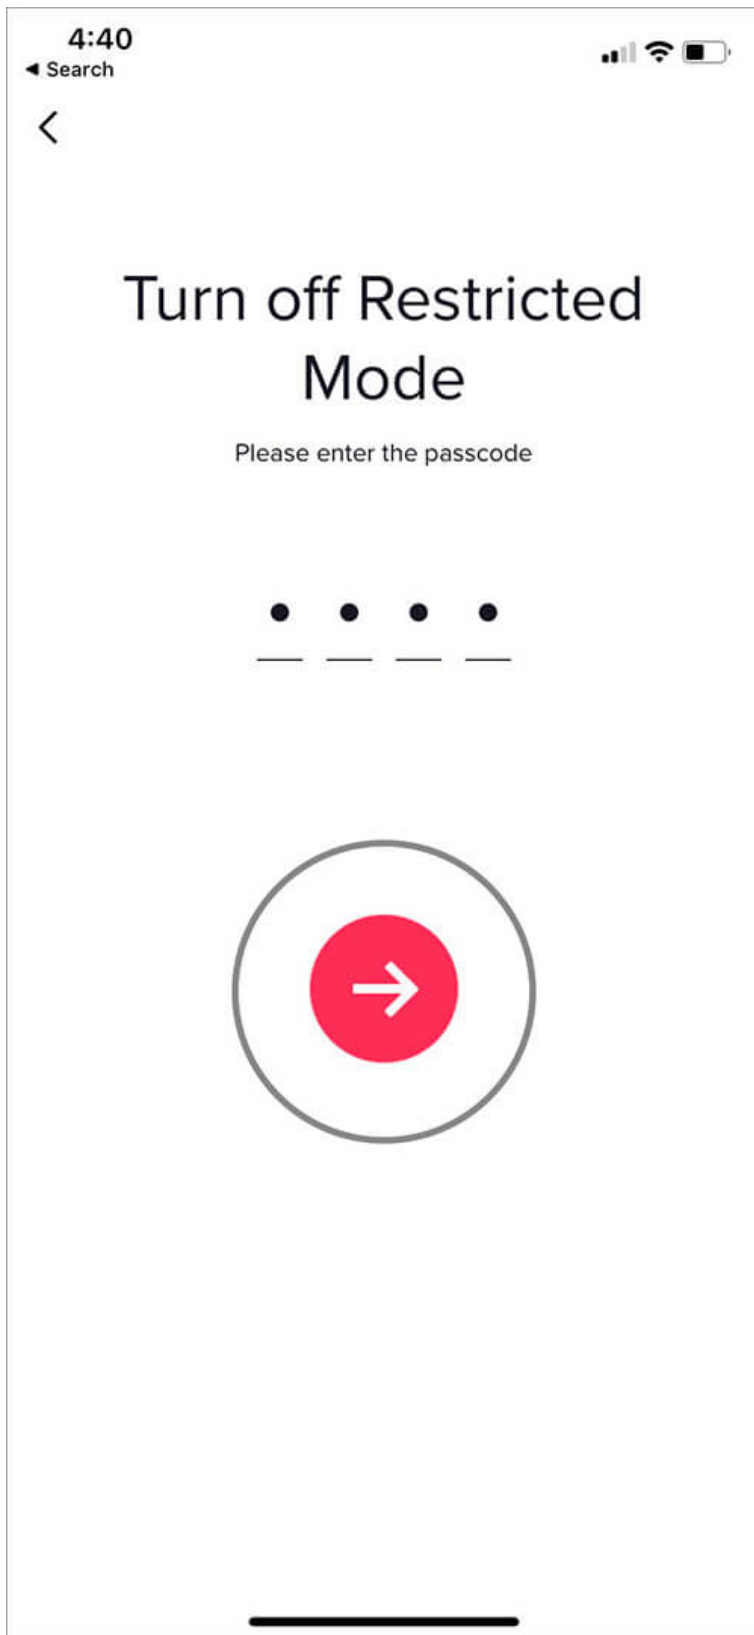 4:40
◀ Search
Turn off Restricted
Mode
Please enter the passcode